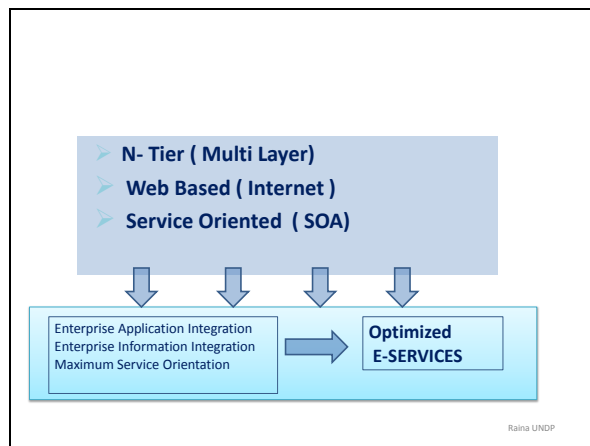 N- Tier ( Multi Layer)
Web Based ( Internet )
Service Oriented  ( SOA)
Enterprise Application Integration
Enterprise Information Integration
Maximum Service Orientation
Optimized
E-SERVICES
Raina UNDP